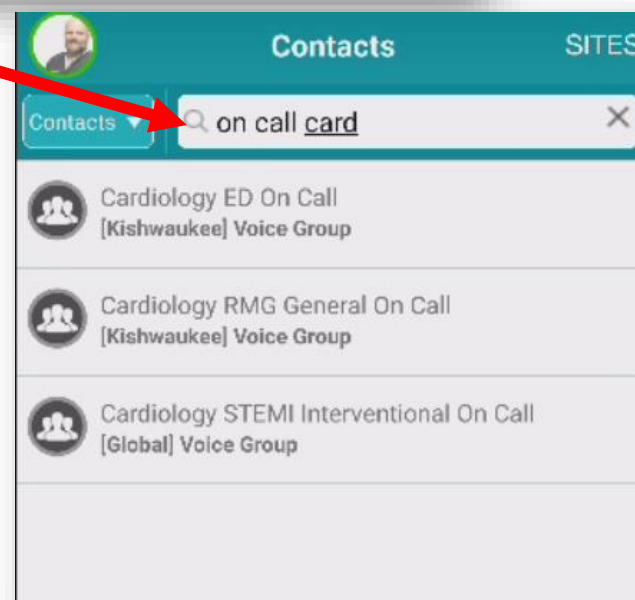 Contacts
SITES
Contacts
on call card
Cardiology ED On Call
[Kishwaukee] Voice Group
Cardiology RMG General On Call
[Kishwaukee] Voice Group
Cardiology STEMI Interventional On Call
[Global] Voice Group